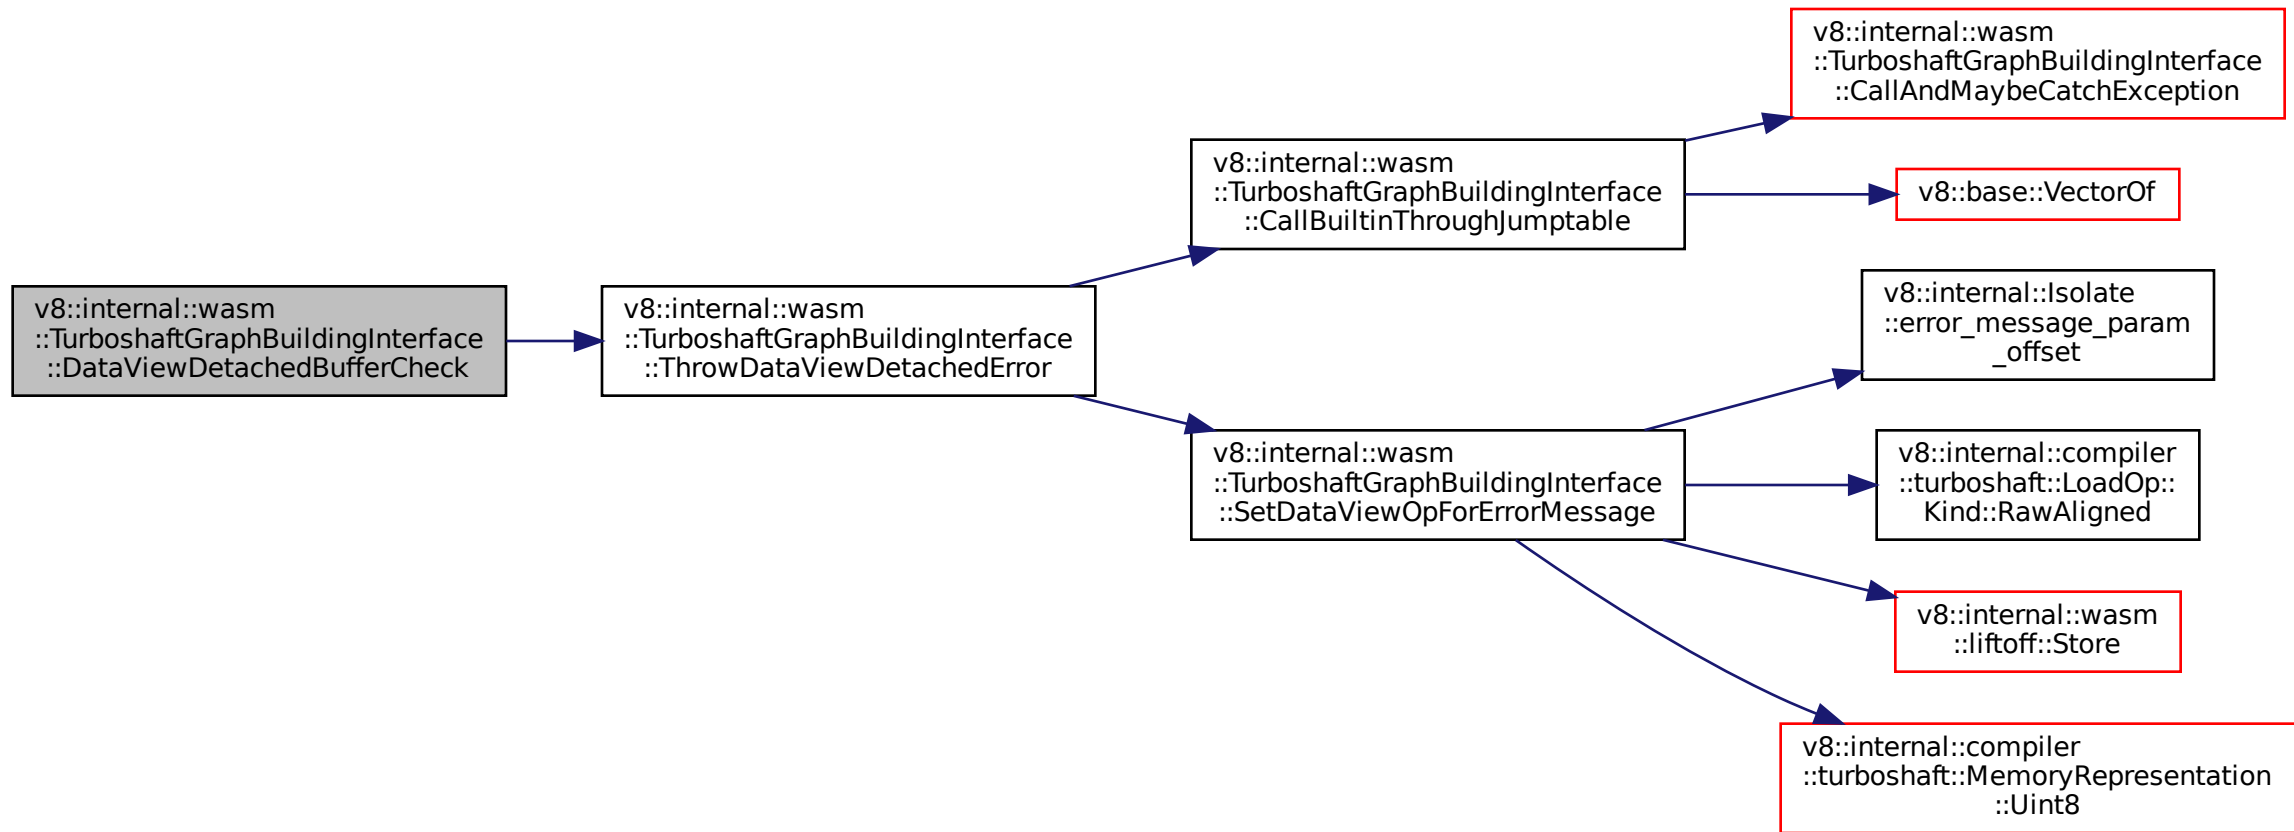 v8::internal::wasm
::TurboshaftGraphBuildingInterface
::DataViewDetachedBufferCheck
v8::internal::wasm
::TurboshaftGraphBuildingInterface
::ThrowDataViewDetachedError
v8::internal::wasm
::TurboshaftGraphBuildingInterface
::CallBuiltinThroughJumptable
v8::internal::wasm
::TurboshaftGraphBuildingInterface
::CallAndMaybeCatchException
v8::base::VectorOf
v8::internal::wasm
::TurboshaftGraphBuildingInterface
::SetDataViewOpForErrorMessage
v8::internal::Isolate
::error_message_param
_offset
v8::internal::compiler
::turboshaft::LoadOp::
Kind::RawAligned
v8::internal::wasm
::liftoff::Store
v8::internal::compiler
::turboshaft::MemoryRepresentation
::Uint8